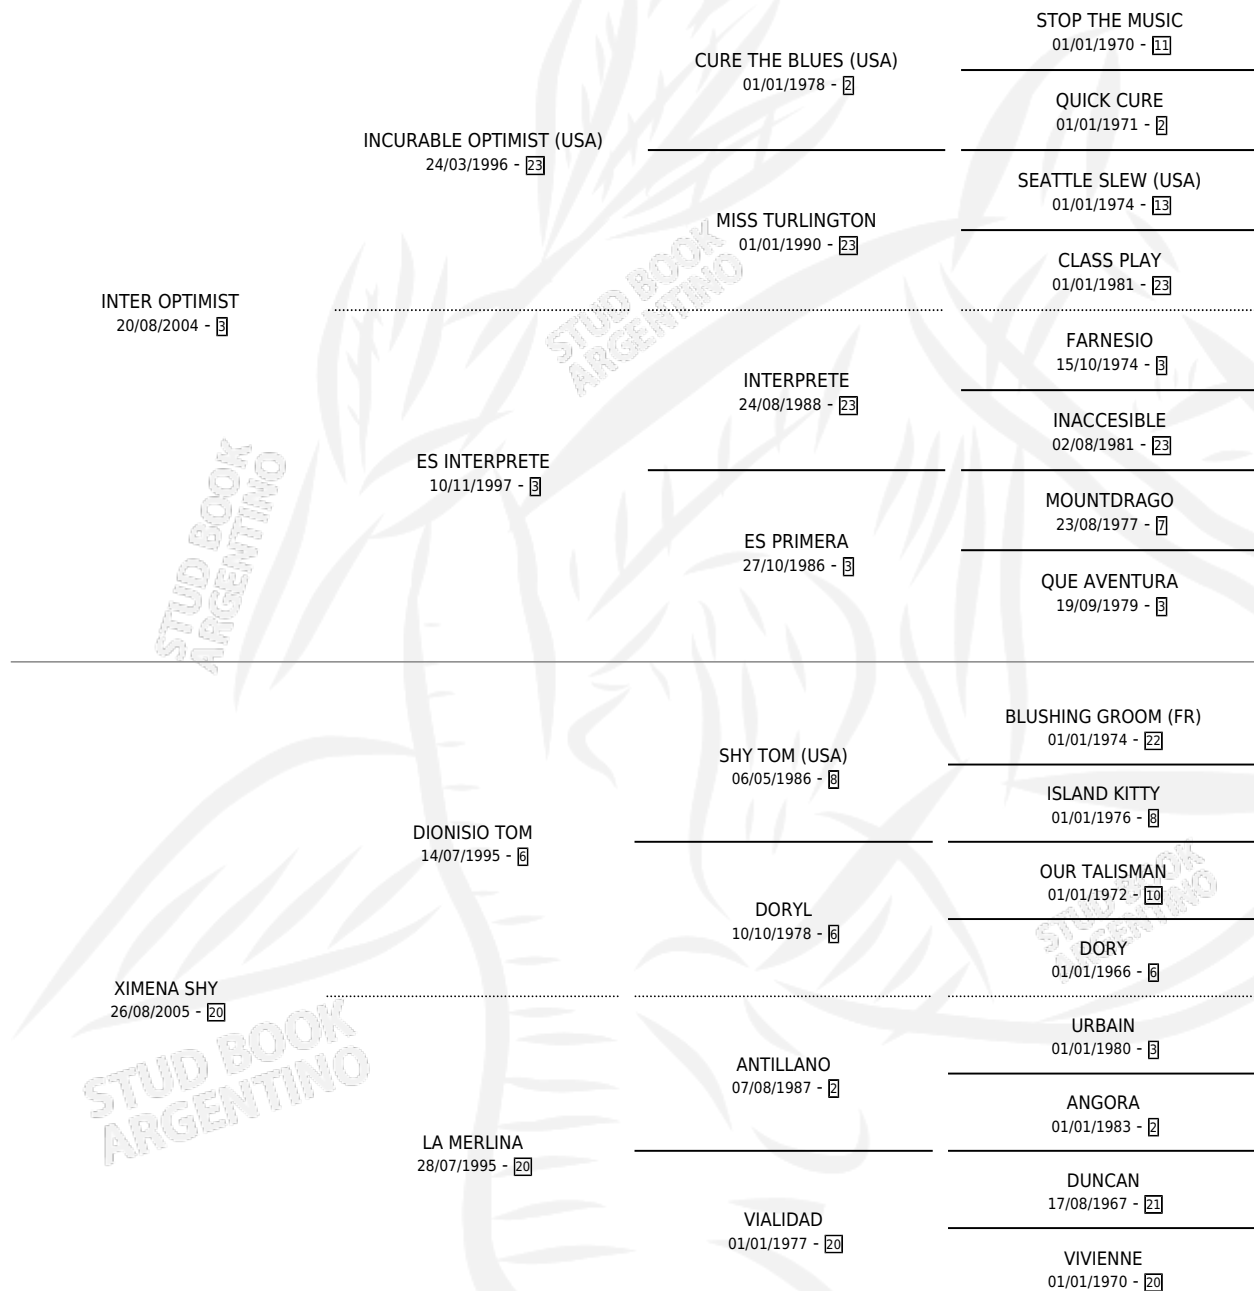 STOP THE MUSIC
01/01/1970 - 11
CURE THE BLUES (USA)
01/01/1978 - 2
QUICK CURE
01/01/1971 - 2
INCURABLE OPTIMIST (USA)
24/03/1996 - 23
SEATTLE SLEW (USA)
01/01/1974 - 13
MISS TURLINGTON
01/01/1990 - 23
CLASS PLAY
01/01/1981 - 23
INTER OPTIMIST
20/08/2004 - 3
FARNESIO
15/10/1974 - 3
INTERPRETE
24/08/1988 - 23
INACCESIBLE
02/08/1981 - 23
ES INTERPRETE
10/11/1997 - 3
MOUNTDRAGO
23/08/1977 - 7
ES PRIMERA
27/10/1986 - 3
QUE AVENTURA
19/09/1979 - 3
BLUSHING GROOM (FR)
01/01/1974 - 22
SHY TOM (USA)
06/05/1986 - 8
ISLAND KITTY
01/01/1976 - 8
DIONISIO TOM
14/07/1995 - 6
OUR TALISMAN
01/01/1972 - 10
DORYL
10/10/1978 - 6
DORY
01/01/1966 - 6
XIMENA SHY
26/08/2005 - 20
URBAIN
01/01/1980 - 3
ANTILLANO
07/08/1987 - 2
ANGORA
01/01/1983 - 2
LA MERLINA
28/07/1995 - 20
DUNCAN
17/08/1967 - 21
VIALIDAD
01/01/1977 - 20
VIVIENNE
01/01/1970 - 20
STUD BOOK
ARGENTINO
STUD BOOK
ARGENTINO
STUD BOOK
ARGENTINO
STUD BOOK
ARGENTINO